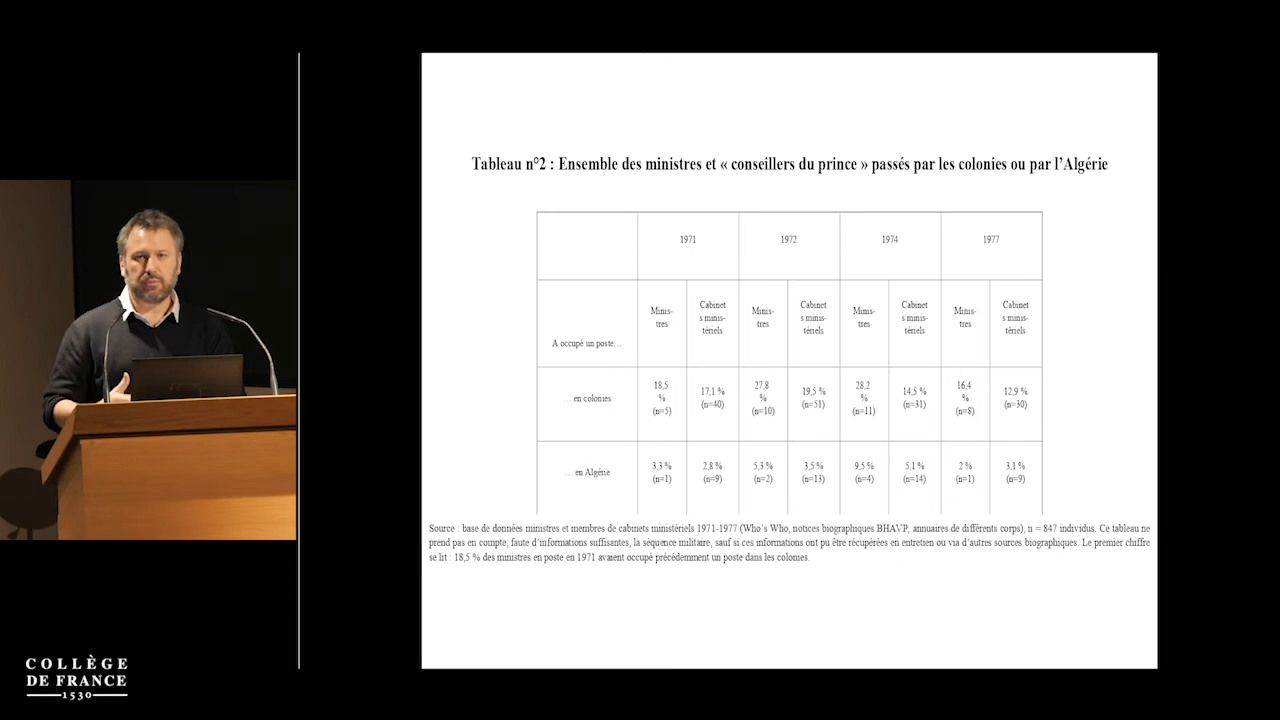 Tableau n°2 : Ensemble des ministres et « conseillers du prince » passés par les colonies ou par l'Algérie
1971 1972 1974 1977
A occupé un poste…
Minis-
tres
Cabinet
s minis-
tériels
Minis-
tres
Cabinet
s minis-
tériels
Minis-
tres
Cabinet
s minis-
tériels
Minis-
tres
Cabinet
s minis-
tériels
… en colonies
18,5
%
(n=5)
17,1 %
(n=40)
27,8
%
(n=10)
19,5 %
(n=51)
28,2
%
(n=11)
14,5 %
(n=31)
16,4
%
(n=8)
12,9 %
(n=30)
… en Algérie
3,3 %
(n=1)
2,8 %
(n=9)
5,3 %
(n=2)
3,5 %
(n=13)
9,5 %
(n=4)
5,1 %
(n=14)
2 %
(n=1)
3,1 %
(n=9)
Source : base de données ministres et membres de cabinets ministériels 1971-1977 (Who's Who, notices biographiques BHAVP, annuaires de différents corps), n = 847 individus. Ce tableau ne
prend pas en compte, faute d'informations suffisantes, la séquence militaire, sauf si ces informations ont pu être récupérées en entretien ou via d'autres sources biographiques. Le premier chiffre
se lit : 18,5 % des ministres en poste en 1971 avaient occupé précédemment un poste dans les colonies.
COLLÈGE
DE FRANCE
1530